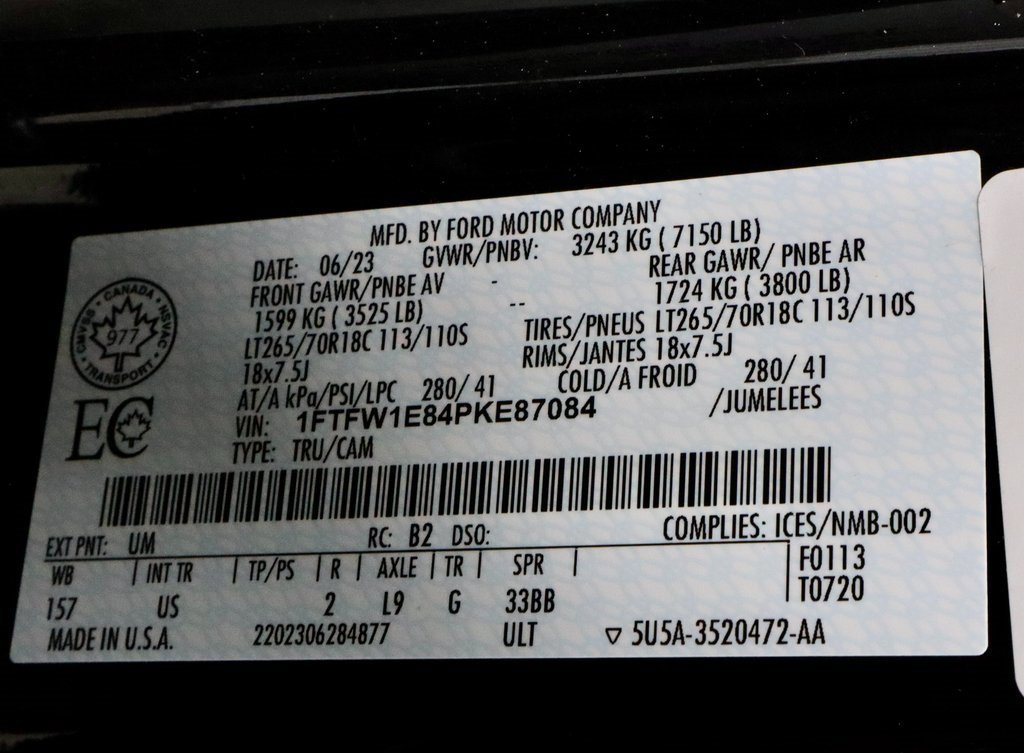 MFD. BY FORD MOTOR COMPANY
DATE: 06/23 GVWR/PNBV: 3243 KG ( 7150 LB)
FRONT GAWR/PNBE AV - REAR GAWR/ PNBE AR
1599 KG ( 3525 LB) -- 1724 KG ( 3800 LB)
LT265/70R18C 113/110S TIRES/PNEUS LT265/70R18C 113/110S
18x7.5J RIMS/JANTES 18x7.5J
AT/A kPa/PSI/LPC 280/ 41 COLD/A FROID 280/ 41
VIN: 1FTFW1E84PKE87084 /JUMELEES
TYPE: TRU/CAM
CANADA
NSVAC
977
CMVSS
TRANSPORT
EC
EXT PNT: UM RC: B2 DSO: COMPLIES: ICES/NMB-002
WB | INT TR | TP/PS | R | AXLE | TR | SPR | F0113
157 US 2 L9 G 33BB T0720
MADE IN U.S.A. 2202306284877 ULT ▽ 5U5A-3520472-AA